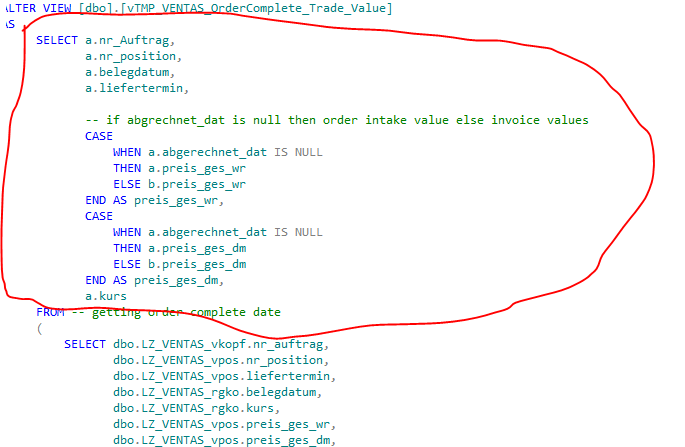 ALTER VIEW [dbo].[vTMP_VENTAS_OrderComplete_Trade_Value]
AS
SELECT a.nr_Auftrag,
a.nr_position,
a.belegdatum,
a.liefertermin,
-- if abgrechnet_dat is null then order intake value else invoice values
CASE
WHEN a.abgerechnet_dat IS NULL
THEN a.preis_ges_wr
ELSE b.preis_ges_wr
END AS preis_ges_wr,
CASE
WHEN a.abgerechnet_dat IS NULL
THEN a.preis_ges_dm
ELSE b.preis_ges_dm
END AS preis_ges_dm,
a.kurs
FROM -- getting order complete date
(
SELECT dbo.LZ_VENTAS_vkopf.nr_auftrag,
dbo.LZ_VENTAS_vpos.nr_position,
dbo.LZ_VENTAS_vpos.liefertermin,
dbo.LZ_VENTAS_rgko.belegdatum,
dbo.LZ_VENTAS_rgko.kurs,
dbo.LZ_VENTAS_vpos.preis_ges_wr,
dbo.LZ_VENTAS_vpos.preis_ges_dm,